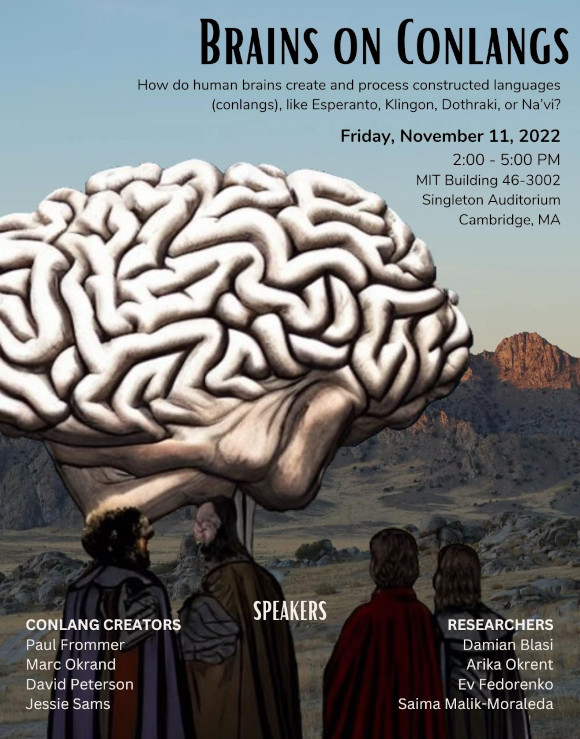 BRAINS ON CONLANGS
How do human brains create and process constructed languages
(conlangs), like Esperanto, Klingon, Dothraki, or Na'vi?
Friday, November 11, 2022
2:00 - 5:00 PM
MIT Building 46-3002
Singleton Auditorium
Cambridge, MA
SPEAKERS
CONLANG CREATORS
Paul Frommer
Marc Okrand
David Peterson
Jessie Sams
RESEARCHERS
Damian Blasi
Arika Okrent
Ev Fedorenko
Saima Malik-Moraleda